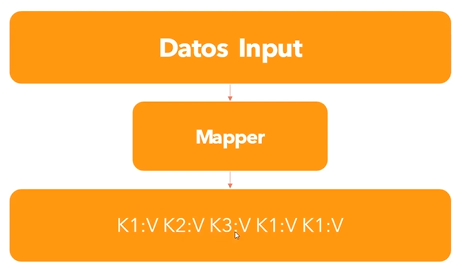 Datos Input
Mapper
K1:V K2:V K3:V K1:V K1:V